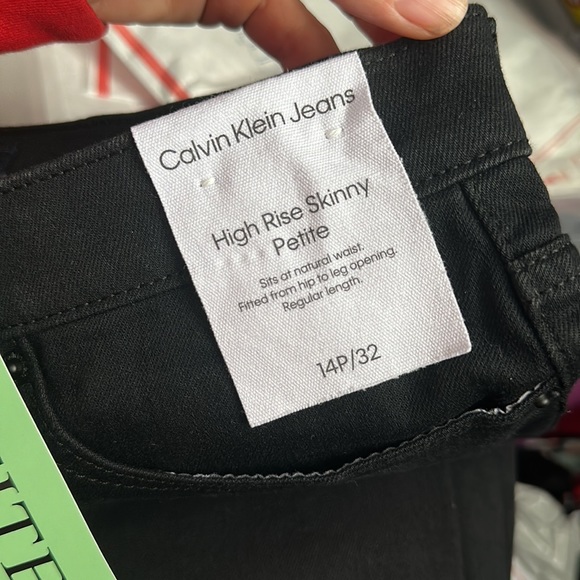 Calvin Klein Jeans
High Rise Skinny
Petite
Sits at natural waist.
Fitted from hip to leg opening.
Regular length.
14P/32